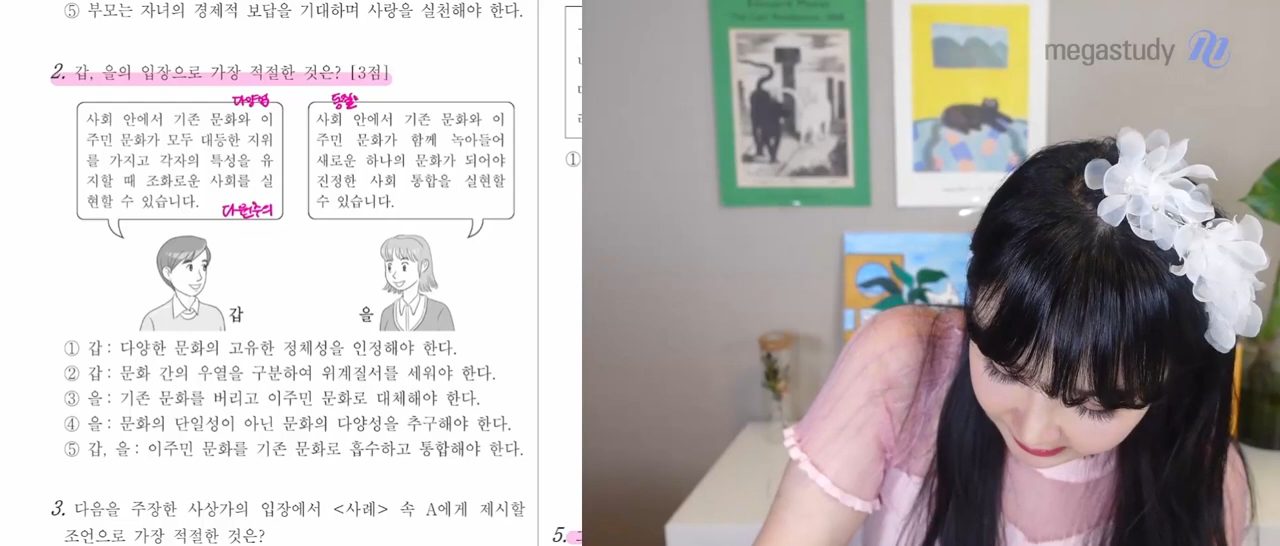 ⑤ 부모는 자녀의 경제적 보답을 기대하며 사랑을 실천해야 한다.
2. 갑, 을의 입장으로 가장 적절한 것은? [3점]
다양성
사회 안에서 기존 문화와 이
주민 문화가 모두 대등한 지위
를 가지고 각자의 특성을 유
지할 때 조화로운 사회를 실
현할 수 있습니다.
다원주의
동질
사회 안에서 기존 문화와 이
주민 문화가 함께 녹아들어
새로운 하나의 문화가 되어야
진정한 사회 통합을 실현할
수 있습니다.
갑
을
① 갑 : 다양한 문화의 고유한 정체성을 인정해야 한다.
② 갑 : 문화 간의 우열을 구분하여 위계질서를 세워야 한다.
③ 을 : 기존 문화를 버리고 이주민 문화로 대체해야 한다.
④ 을 : 문화의 단일성이 아닌 문화의 다양성을 추구해야 한다.
⑤ 갑, 을 : 이주민 문화를 기존 문화로 흡수하고 통합해야 한다.
3. 다음을 주장한 사상가의 입장에서 <사례> 속 A에게 제시할
조언으로 가장 적절한 것은?
①
5.
megastudy